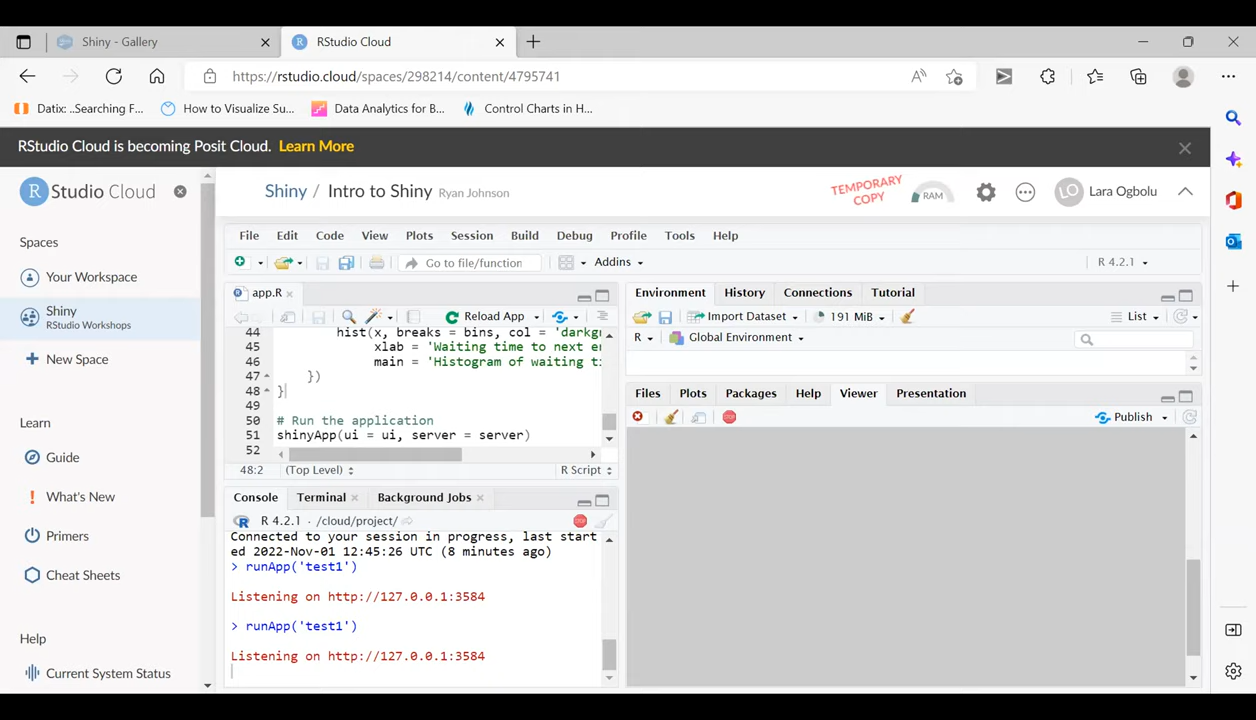 Shiny - Gallery
RStudio Cloud
https://rstudio.cloud/spaces/298214/content/4795741
Datix: ..Searching F...
How to Visualize Su...
Data Analytics for B...
Control Charts in H...
RStudio Cloud is becoming Posit Cloud. Learn More
R Studio Cloud
Shiny / Intro to Shiny Ryan Johnson
TEMPORARY
COPY
RAM
LO Lara Ogbolu
Spaces
Your Workspace
Shiny
RStudio Workshops
New Space
Learn
Guide
What's New
Primers
Cheat Sheets
Help
Current System Status
File Edit Code View Plots Session Build Debug Profile Tools Help
Go to file/function
Addins
R 4.2.1
app.R
Reload App
44 hist(x, breaks = bins, col = 'darkg
45 xlab = 'Waiting time to next e
46 main = 'Histogram of waiting ti
47 })
48 }
49
50 # Run the application
51 shinyApp(ui = ui, server = server)
52
48:2 (Top Level) R Script
Console Terminal Background Jobs
R 4.2.1 · /cloud/project/
Connected to your session in progress, last start
ed 2022-Nov-01 12:45:26 UTC (8 minutes ago)
> runApp('test1')
Listening on http://127.0.0.1:3584
> runApp('test1')
Listening on http://127.0.0.1:3584
Environment History Connections Tutorial
Import Dataset 191 MiB List
R Global Environment
Files Plots Packages Help Viewer Presentation
STOP
Publish